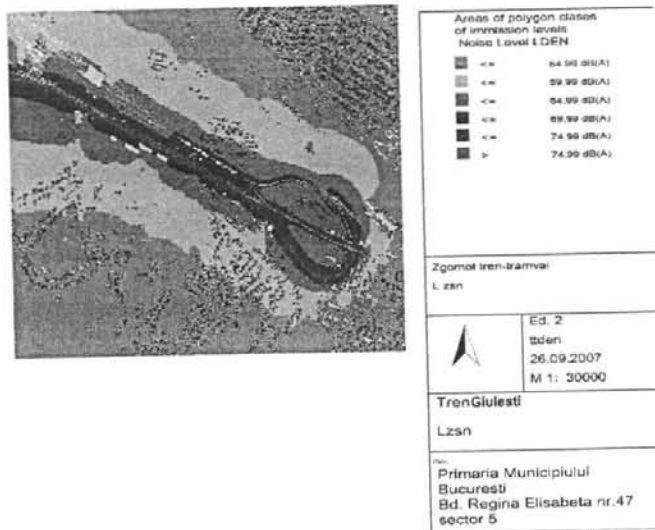 Areas of polygon clases
of immission levels
Noise Level LDEN
<= 54.99 dB(A)
<= 59.99 dB(A)
<= 64.99 dB(A)
<= 69.99 dB(A)
<= 74.99 dB(A)
> 74.99 dB(A)
Zgomot tren-tramvai
L zsn
Ed. 2
ttden
26.09.2007
M 1: 30000
TrenGiulesti
Lzsn
Primaria Municipiului
Bucuresti
Bd. Regina Elisabeta nr.47
sector 5